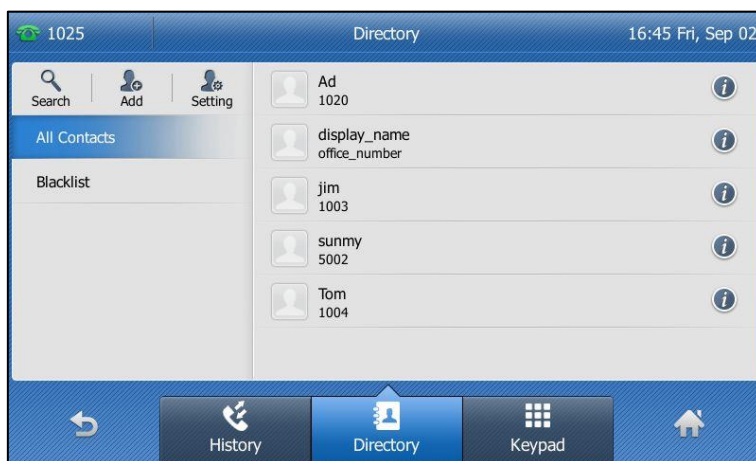 1025
Directory
16:45 Fri, Sep 02
Search
Add
Setting
All Contacts
Blacklist
Ad
1020
display_name
office_number
jim
1003
sunmy
5002
Tom
1004
History
Directory
Keypad